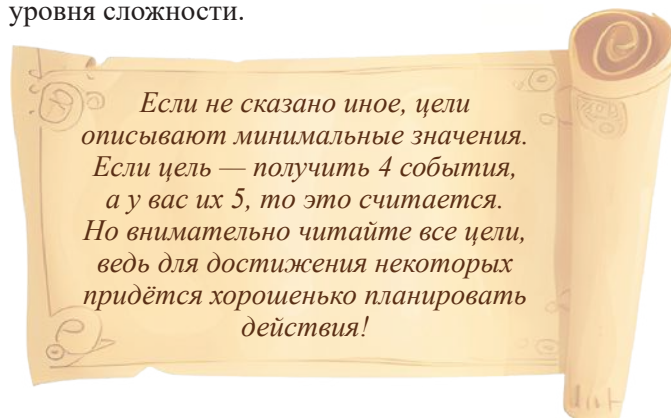 уровня сложности.
Если не сказано иное, цели
описывают минимальные значения.
Если цель — получить 4 события,
а у вас их 5, то это считается.
Но внимательно читайте все цели,
ведь для достижения некоторых
придётся хорошенько планировать
действия!